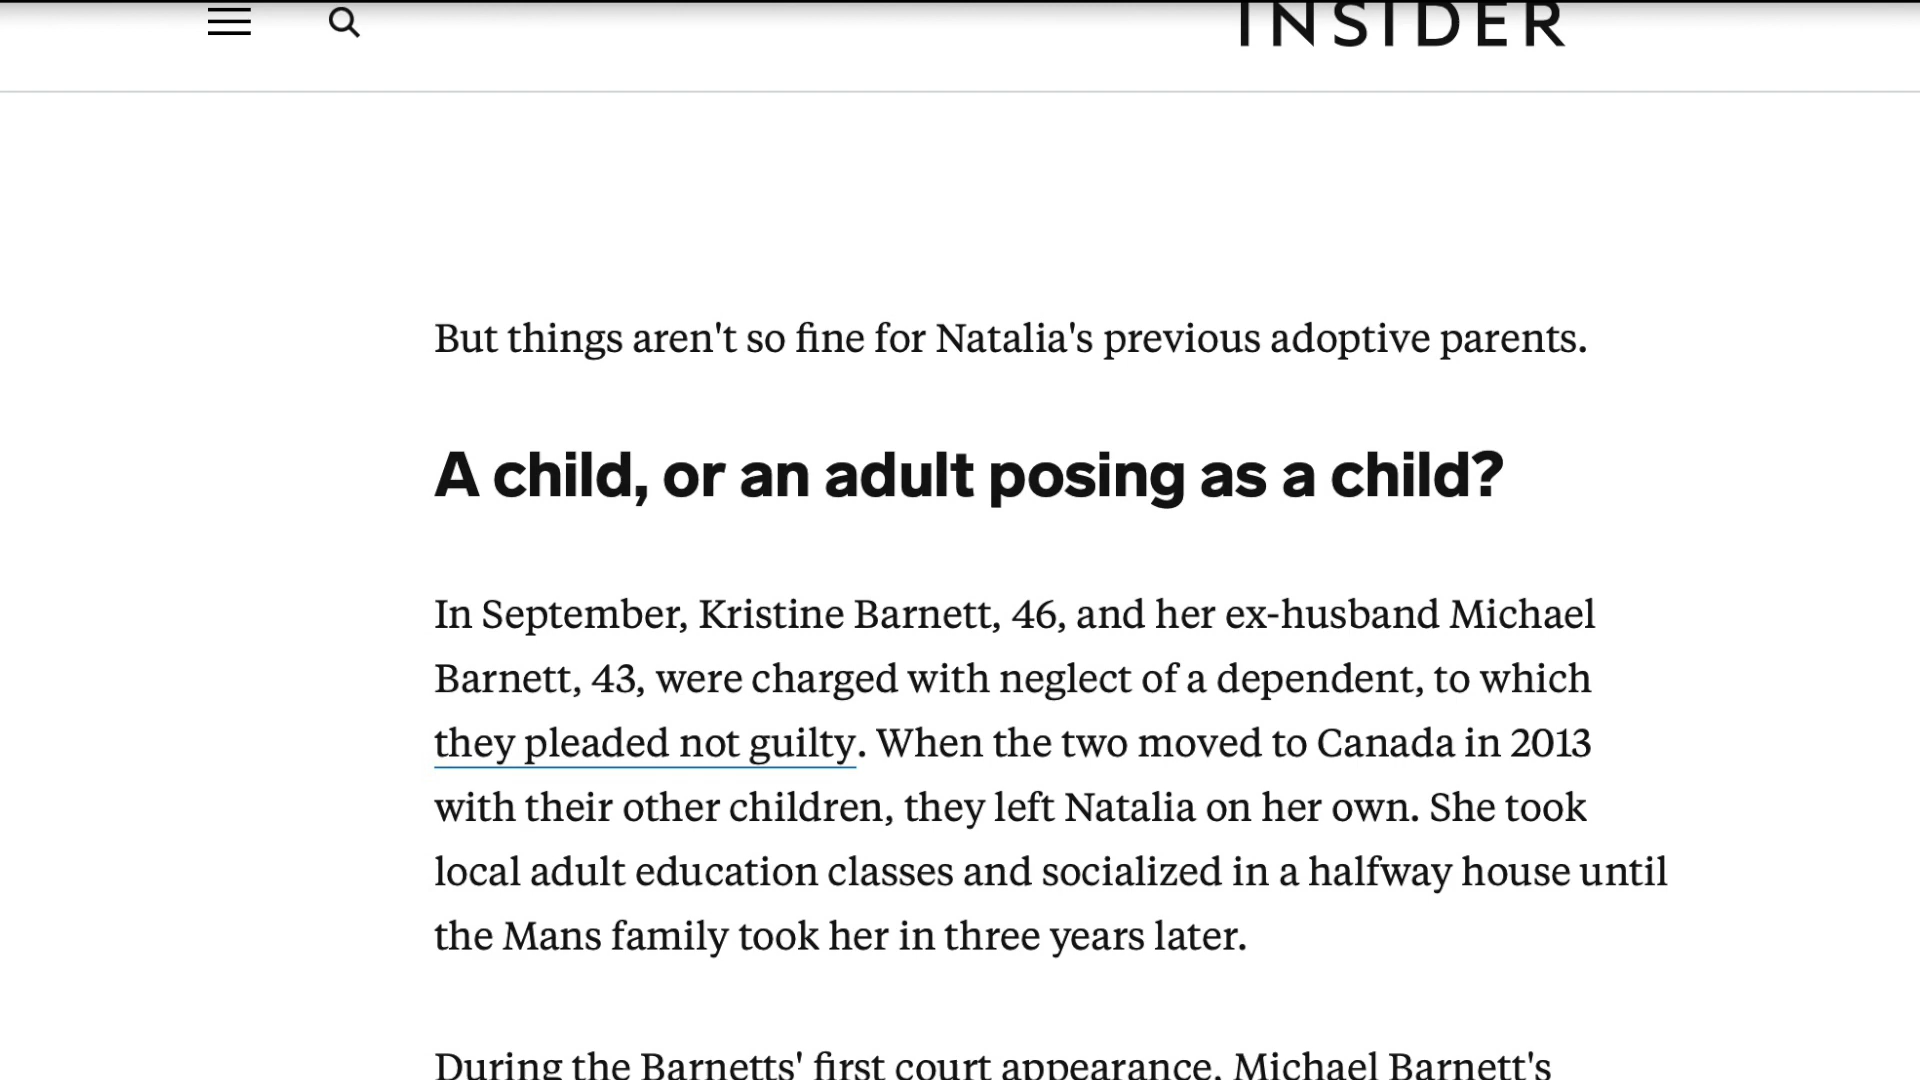 INSIDER
But things aren't so fine for Natalia's previous adoptive parents.
A child, or an adult posing as a child?
In September, Kristine Barnett, 46, and her ex-husband Michael
Barnett, 43, were charged with neglect of a dependent, to which
they pleaded not guilty. When the two moved to Canada in 2013
with their other children, they left Natalia on her own. She took
local adult education classes and socialized in a halfway house until
the Mans family took her in three years later.
During the Barnetts' first court appearance, Michael Barnett's